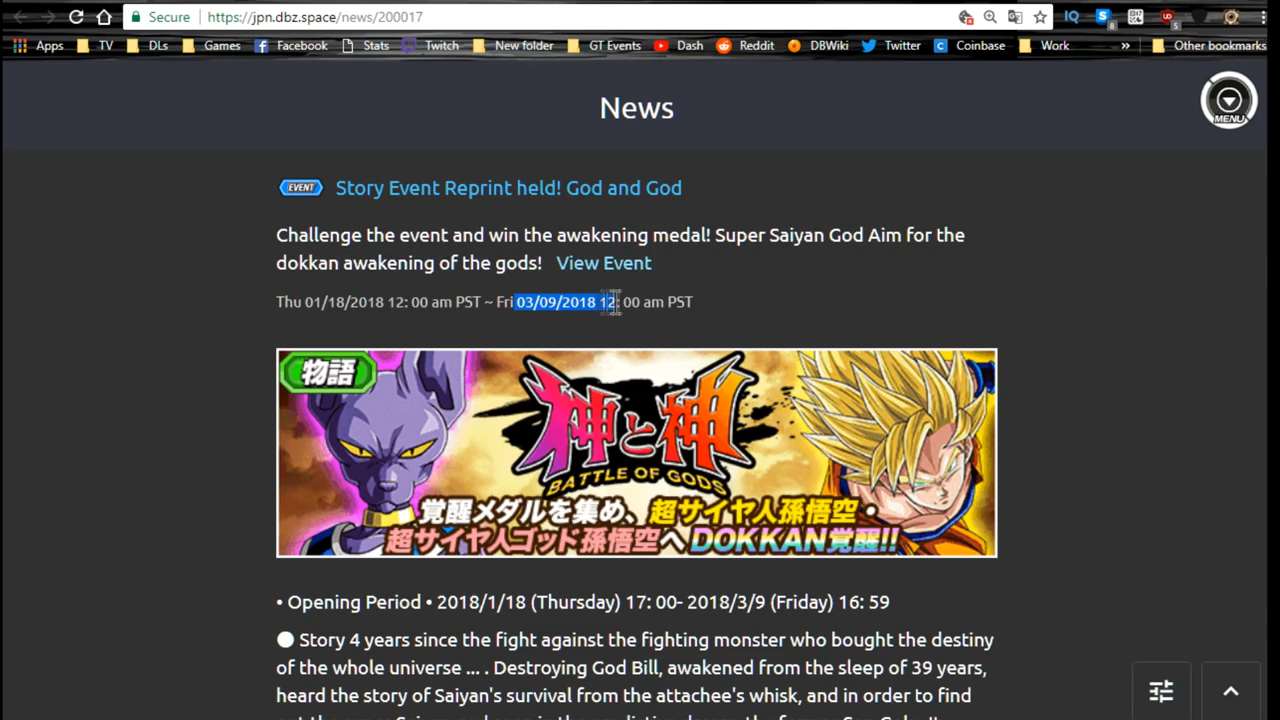 Secure https://jpn.dbz.space/news/200017
Apps TV DLs Games Facebook Stats Twitch New folder GT Events Dash Reddit DBWiki Twitter Coinbase Work » Other bookmarks
News
MENU
EVENT Story Event Reprint held! God and God
Challenge the event and win the awakening medal! Super Saiyan God Aim for the
dokkan awakening of the gods! View Event
Thu 01/18/2018 12: 00 am PST ~ Fri 03/09/2018 12: 00 am PST
物語
神と神
BATTLE OF GODS
覚醒メダルを集め、超サイヤ人孫悟空・
超サイヤ人ゴッド孫悟空へDOKKAN覚醒!!
• Opening Period • 2018/1/18 (Thursday) 17: 00- 2018/3/9 (Friday) 16: 59
● Story 4 years since the fight against the fighting monster who bought the destiny
of the whole universe ... . Destroying God Bill, awakened from the sleep of 39 years,
heard the story of Saiyan's survival from the attachee's whisk, and in order to find